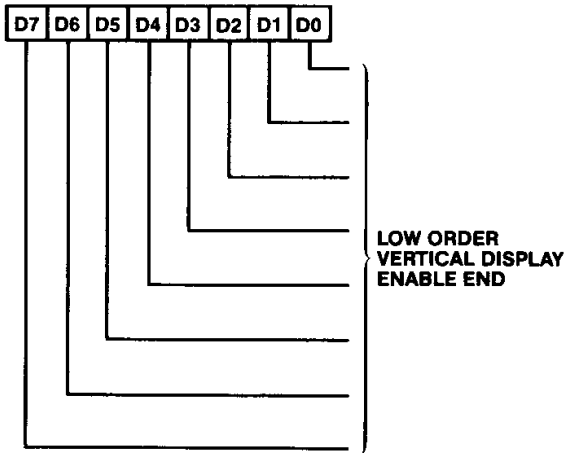 D7 D6 D5 D4 D3 D2 D1 D0
LOW ORDER
VERTICAL DISPLAY
ENABLE END